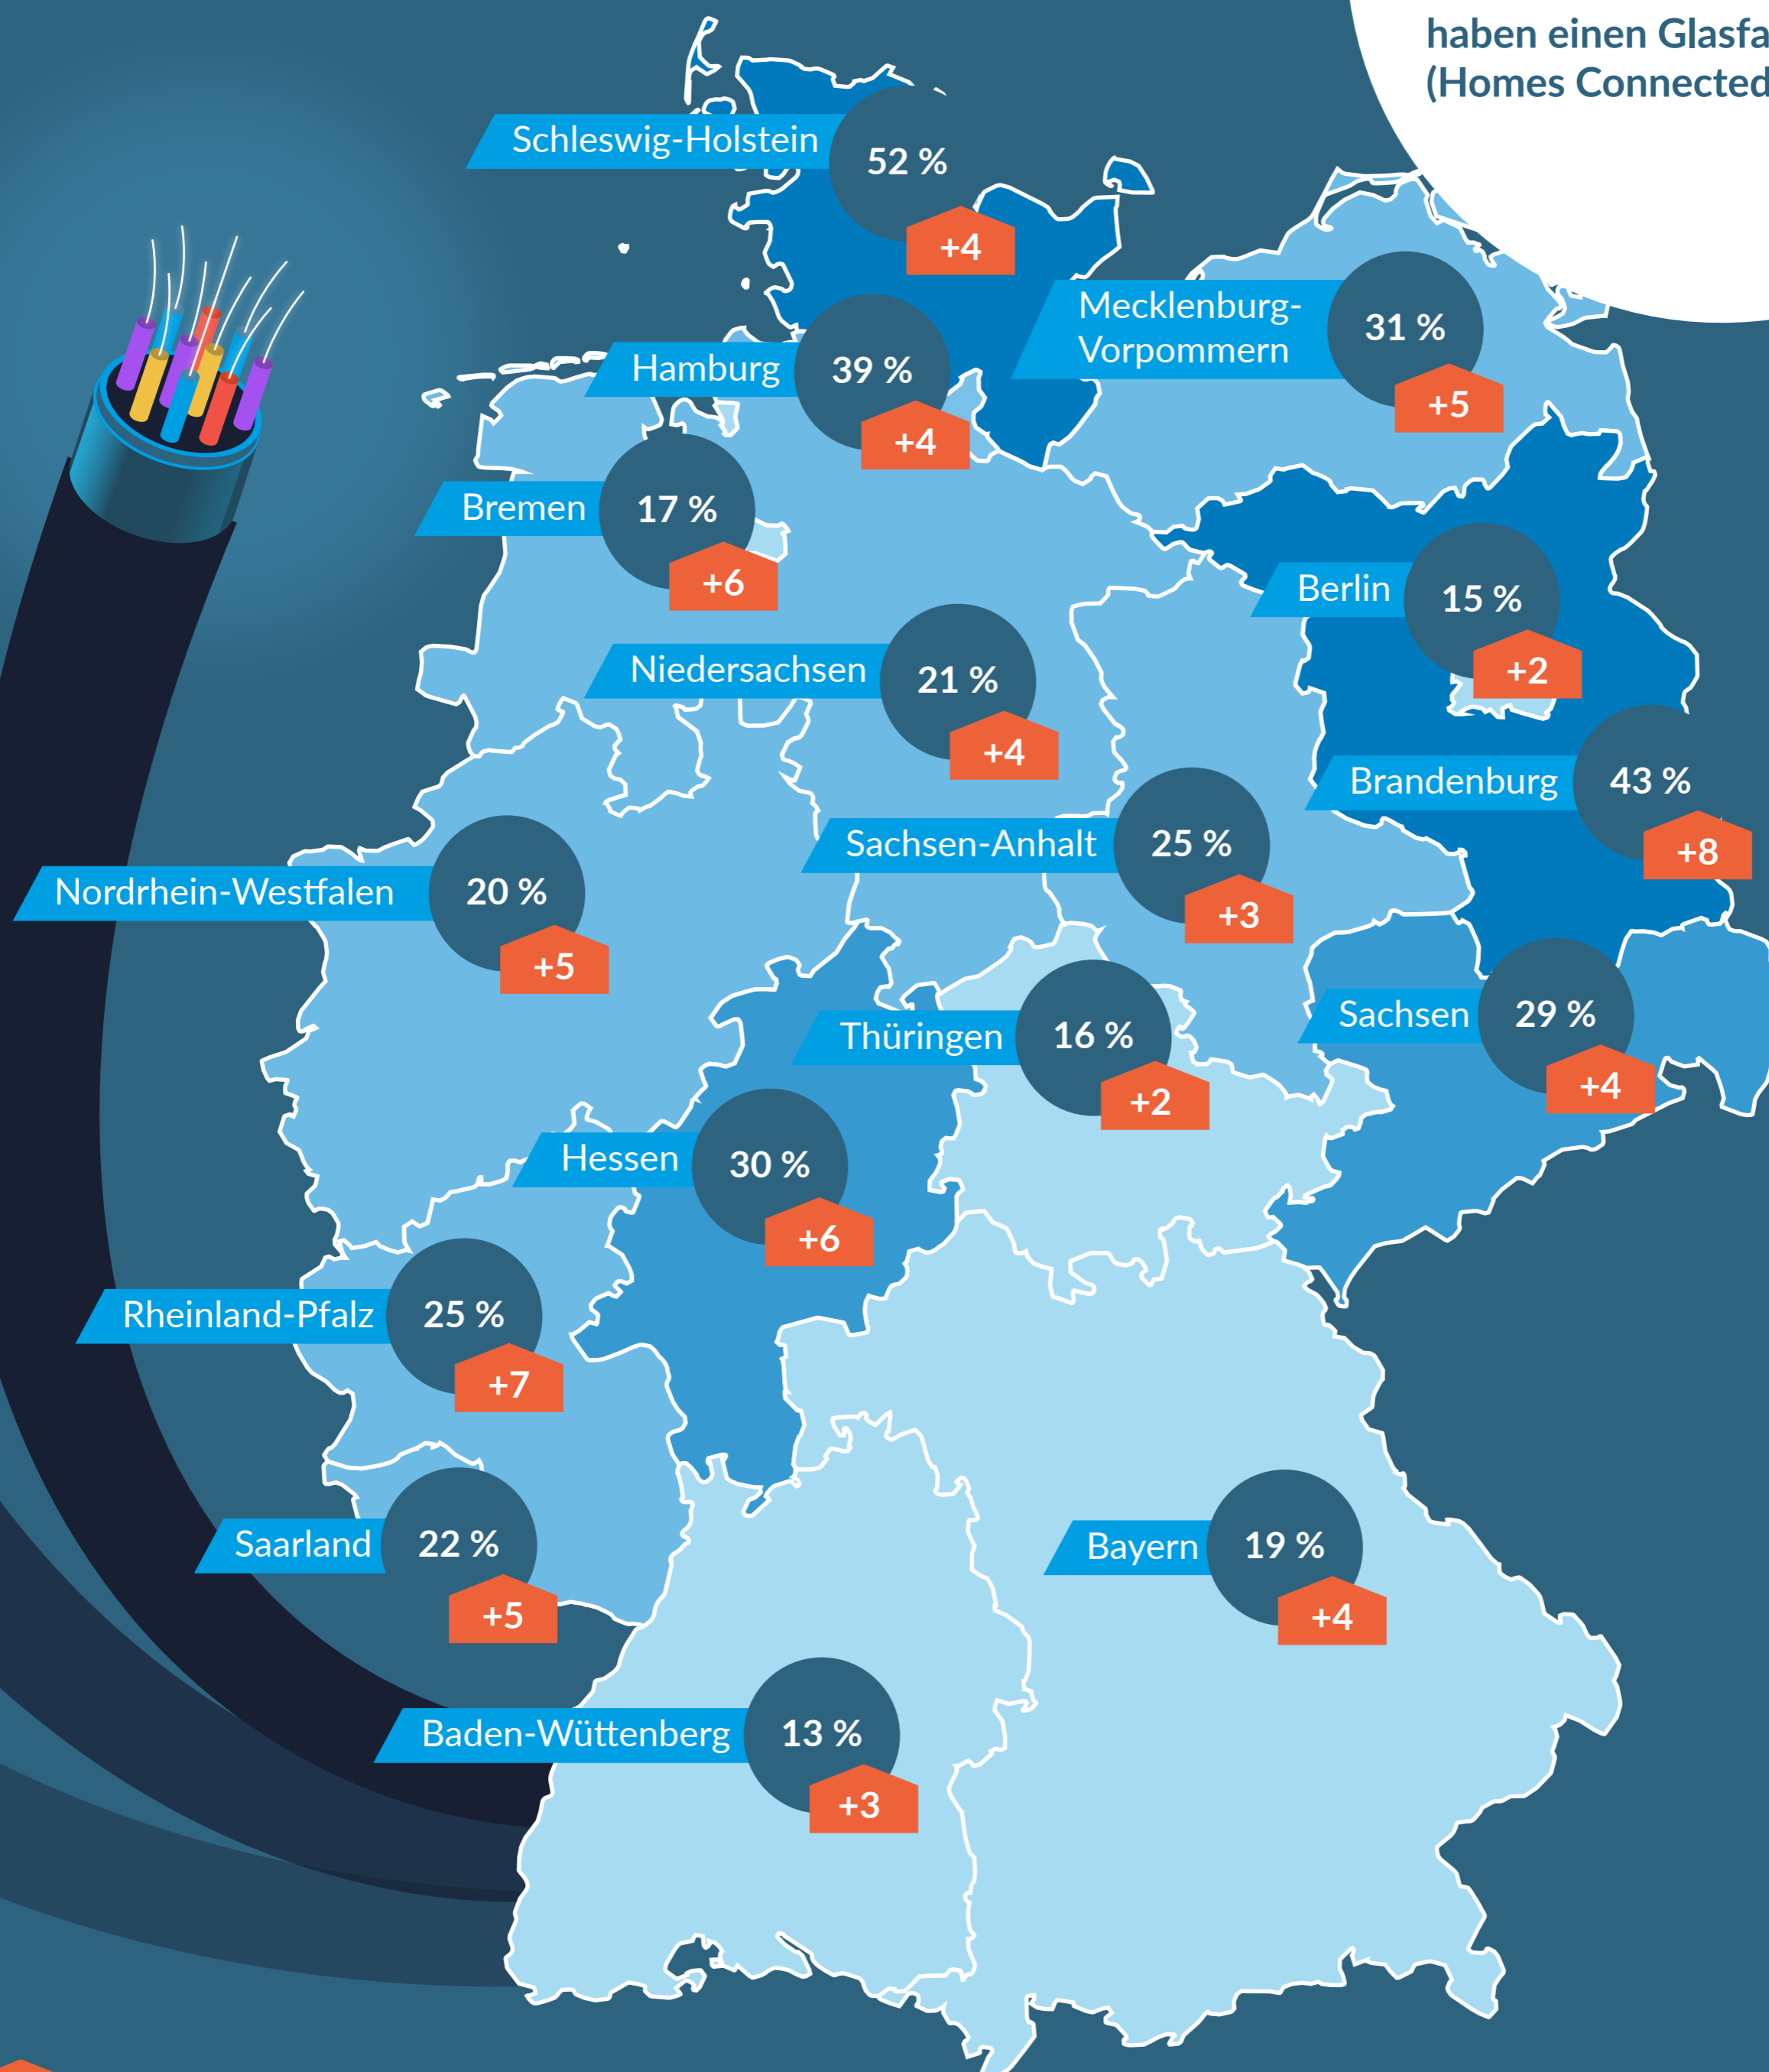 haben einen
(Homes Connected
Schleswig-Holstein
52 %
+4
Mecklenburg-
Vorpommern
31 %
+5
Hamburg
39 %
+4
Bremen
17 %
+6
Berlin
15 %
+2
Niedersachsen
21 %
+4
Brandenburg
43 %
+8
Sachsen-Anhalt
25 %
+3
Nordrhein-Westfalen
20 %
+5
Sachsen
29 %
+4
Thüringen
16 %
+2
Hessen
30 %
+6
Rheinland-Pfalz
25 %
+7
Saarland
22 %
+5
Bayern
19 %
+4
Baden-Wüttenberg
13 %
+3